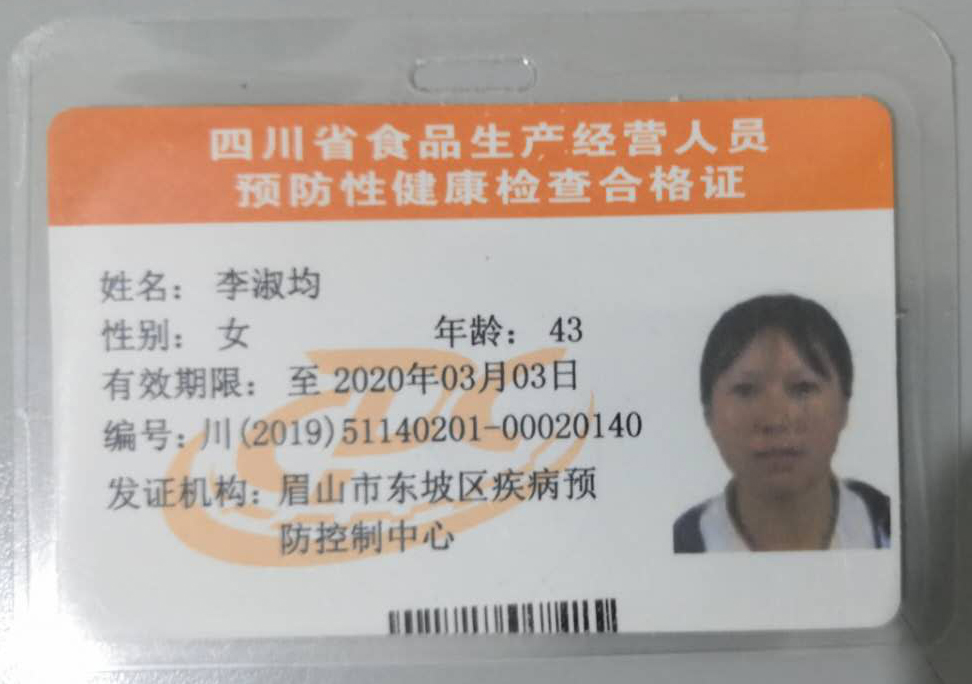 四川省食品生产经营人员
预防性健康检查合格证
姓名：李淑均
性别：女 年龄：43
有效期限：至 2020年03月03日
编号：川(2019)51140201-00020140
发证机构：眉山市东坡区疾病预
防控制中心